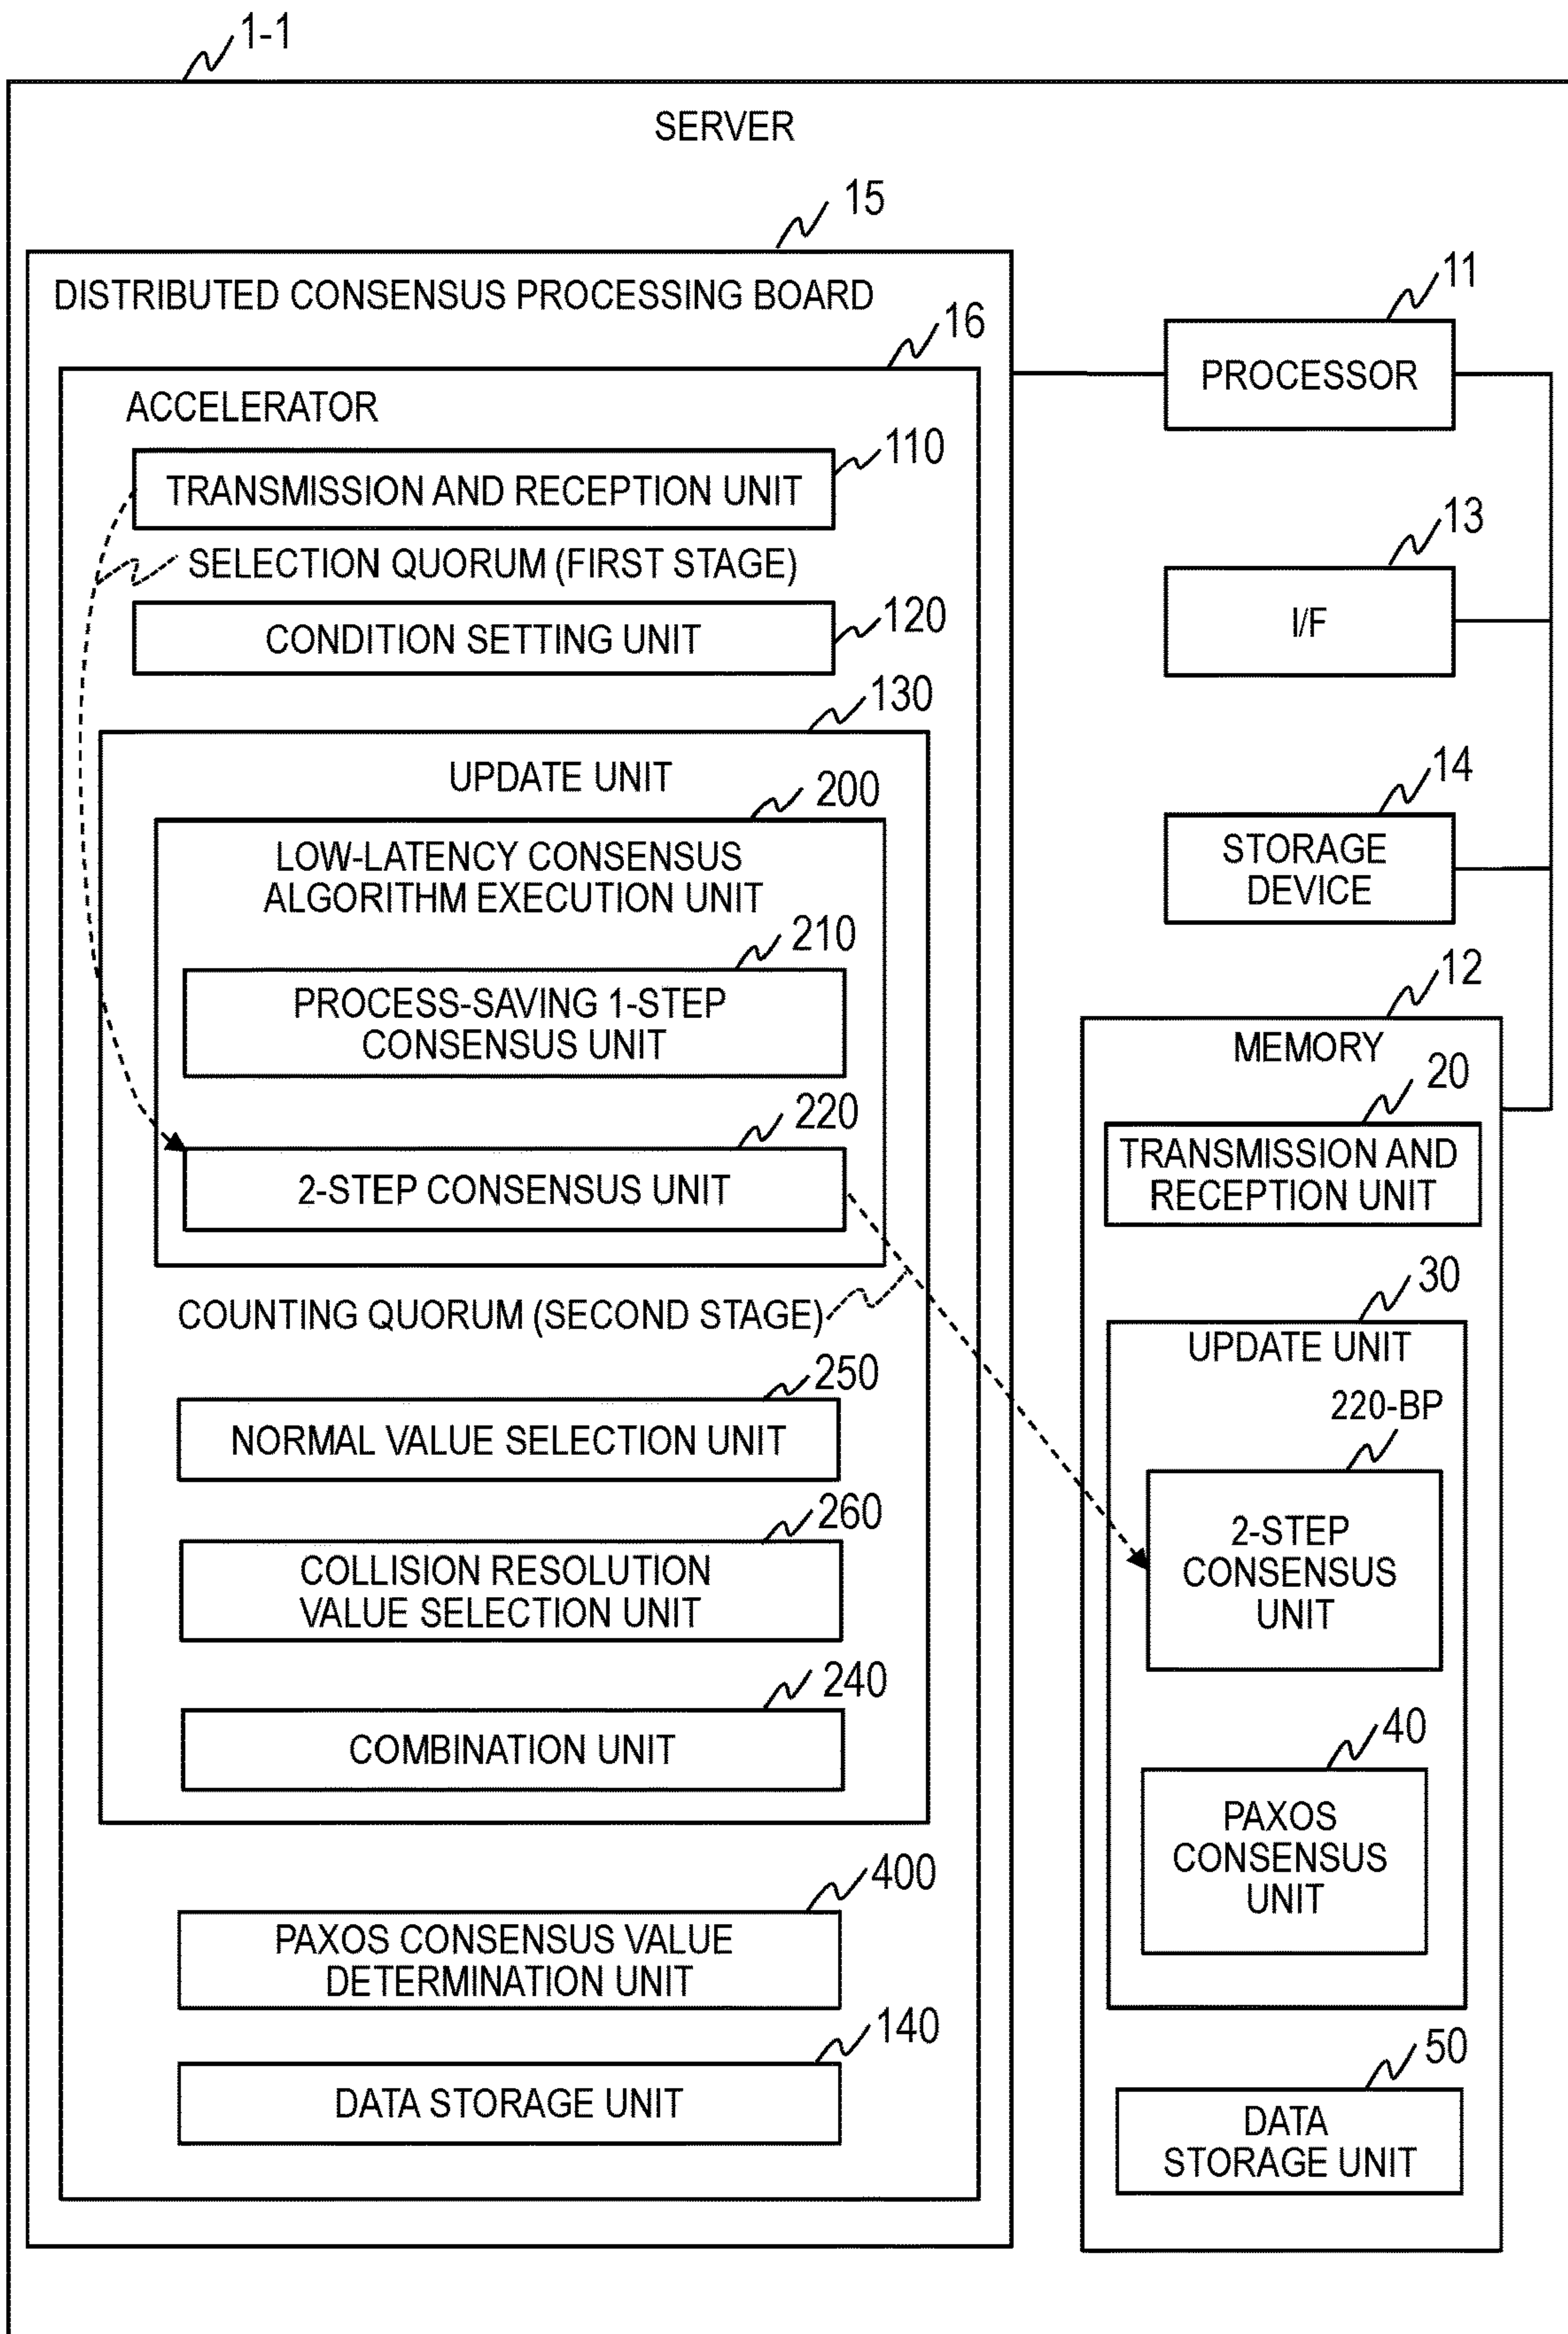 1-1
SERVER
15
DISTRIBUTED CONSENSUS PROCESSING BOARD
16
ACCELERATOR
110
TRANSMISSION AND RECEPTION UNIT
SELECTION QUORUM (FIRST STAGE)
120
CONDITION SETTING UNIT
130
UPDATE UNIT
200
LOW-LATENCY CONSENSUS
ALGORITHM EXECUTION UNIT
210
PROCESS-SAVING 1-STEP
CONSENSUS UNIT
220
2-STEP CONSENSUS UNIT
COUNTING QUORUM (SECOND STAGE)
250
NORMAL VALUE SELECTION UNIT
260
COLLISION RESOLUTION
VALUE SELECTION UNIT
240
COMBINATION UNIT
400
PAXOS CONSENSUS VALUE
DETERMINATION UNIT
140
DATA STORAGE UNIT
11
PROCESSOR
13
I/F
14
STORAGE
DEVICE
12
MEMORY
20
TRANSMISSION AND
RECEPTION UNIT
30
UPDATE UNIT
220-BP
2-STEP
CONSENSUS
UNIT
40
PAXOS
CONSENSUS
UNIT
50
DATA
STORAGE UNIT